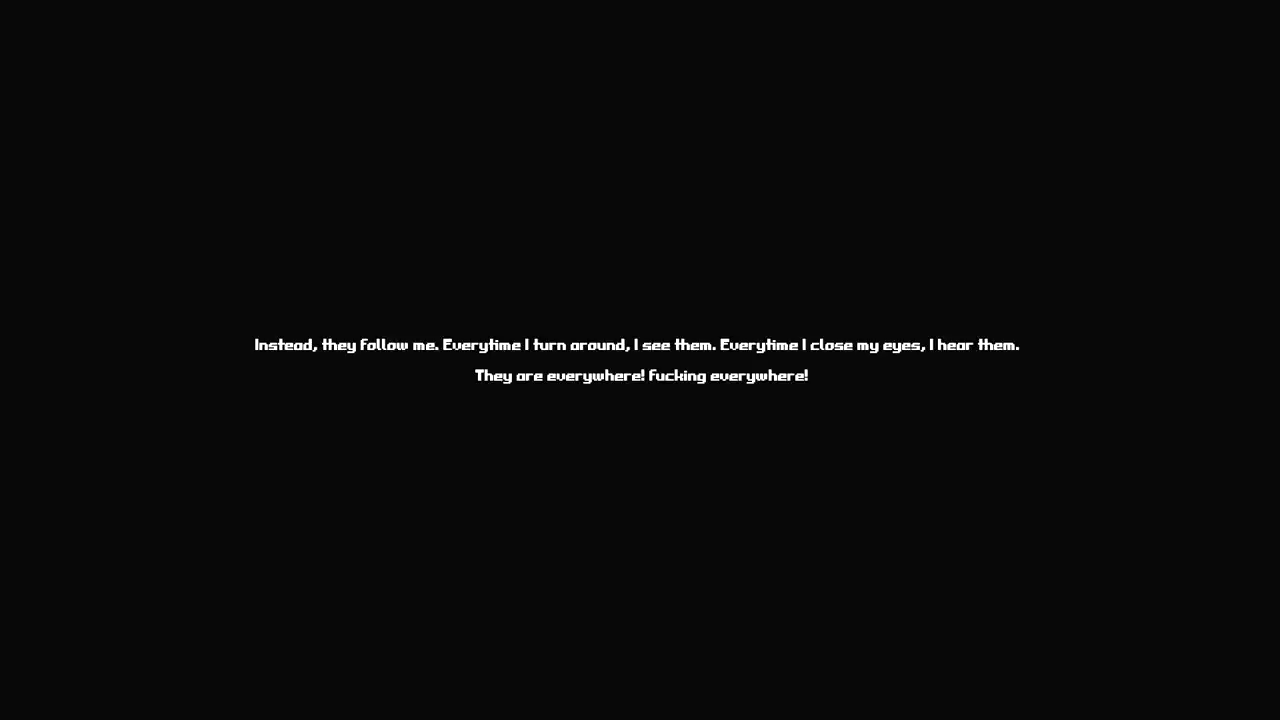 Instead, they follow me. Everytime I turn around, I see them. Everytime I close my eyes, I hear them.
They are everywhere! fucking everywhere!